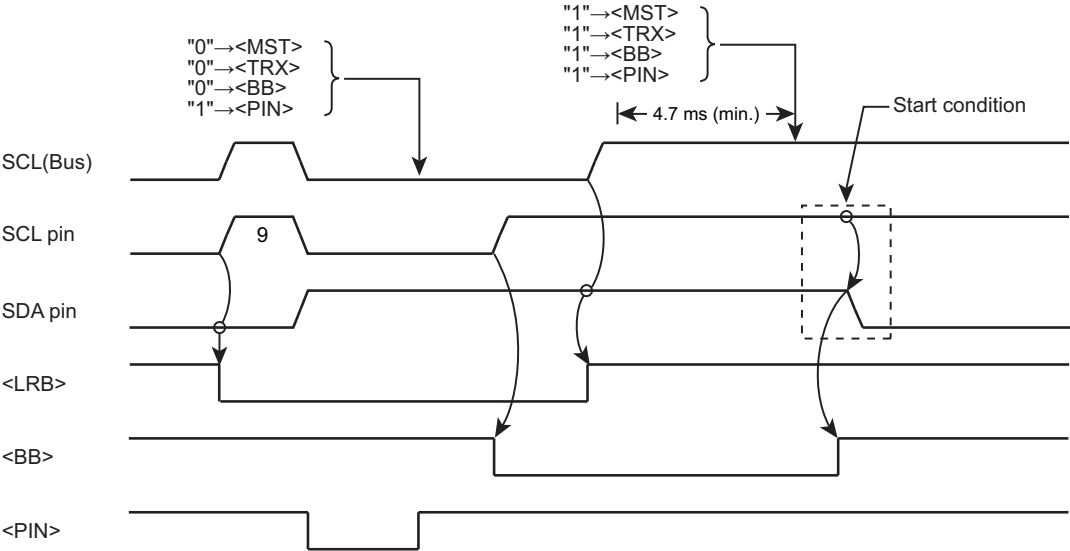 "0"→<MST>
"0"→<TRX>
"0"→<BB>
"1"→<PIN>
"1"→<MST>
"1"→<TRX>
"1"→<BB>
"1"→<PIN>
4.7 ms (min.)
Start condition
SCL(Bus)
SCL pin
9
SDA pin
<LRB>
<BB>
<PIN>